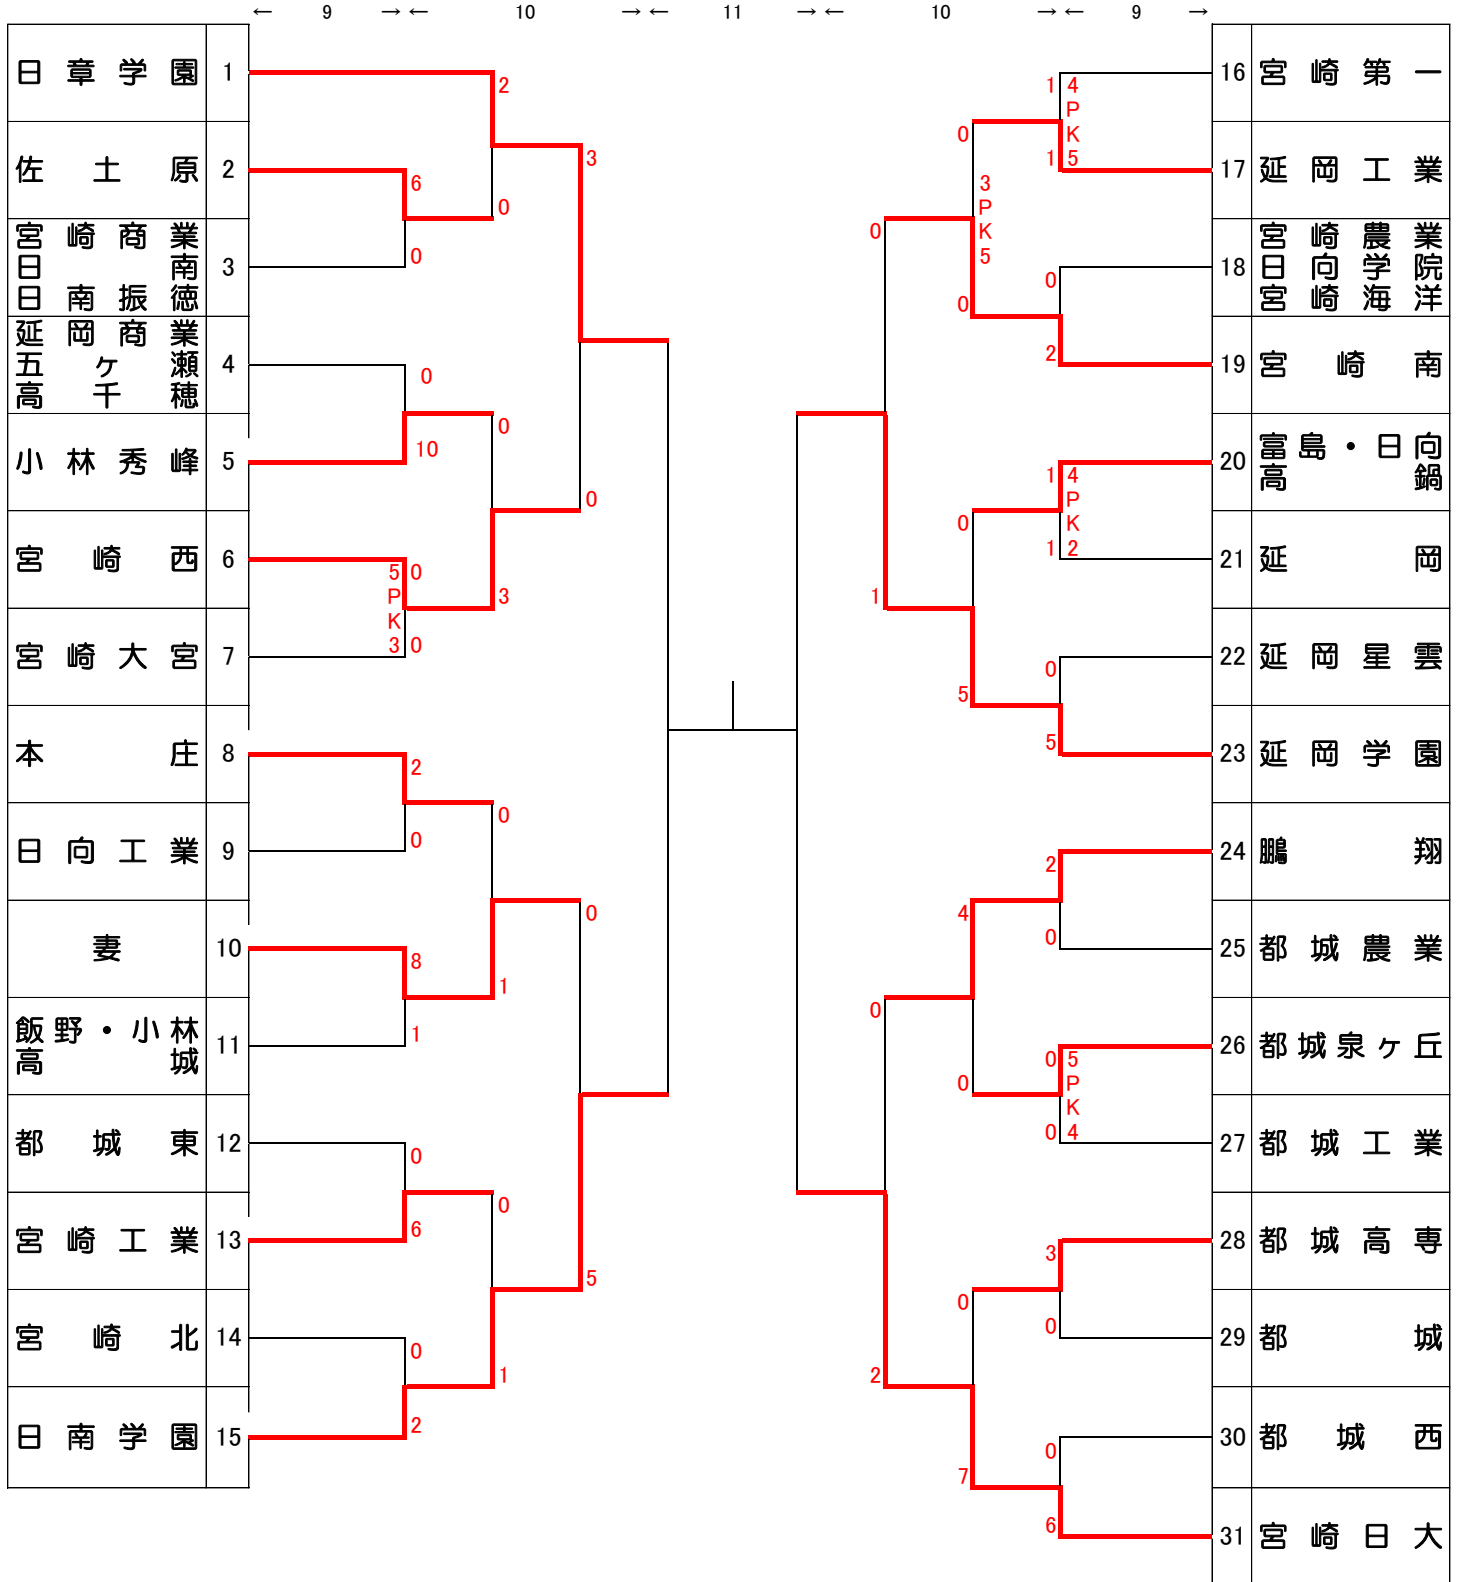 ← 9 →← 10 →← 11 →← 10 →← 9 →
日章学園 1
2
佐土原 2
6
3
0
宮崎商業
日南
日南振徳
3
0
延岡商業
五ヶ瀬
高千穂
4
0
0
小林秀峰 5
10
0
宮崎西 6
5 PK 3
0
3
0
宮崎大宮 7
本庄 8
2
0
日向工業 9
0
0
妻 10
8
1
飯野・小林
高城
11
1
都城東 12
0
0
宮崎工業 13
6
5
宮崎北 14
0
1
日南学園 15
2
16 宮崎第一
1
4 PK 5
0
1
17 延岡工業
3 PK 5
0
18
宮崎農業
日向学院
宮崎海洋
0
0
2
19 宮崎南
20
富島・日向
高鍋
1
4 PK 2
0
1
21 延岡
1
22 延岡星雲
0
5
5
23 延岡学園
24 鵬翔
2
4
0
25 都城農業
0
26 都城泉ヶ丘
0
5 PK 4
0
0
27 都城工業
28 都城高専
3
0
0
29 都城
2
30 都城西
0
7
6
31 宮崎日大